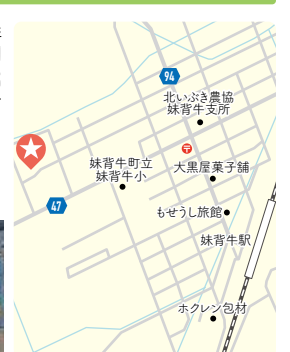 94
北いぶき農協
妹背牛支所
妹背牛町立
妹背牛小
大黒屋菓子舗
47
もせうし旅館
妹背牛駅
ホクレン包材